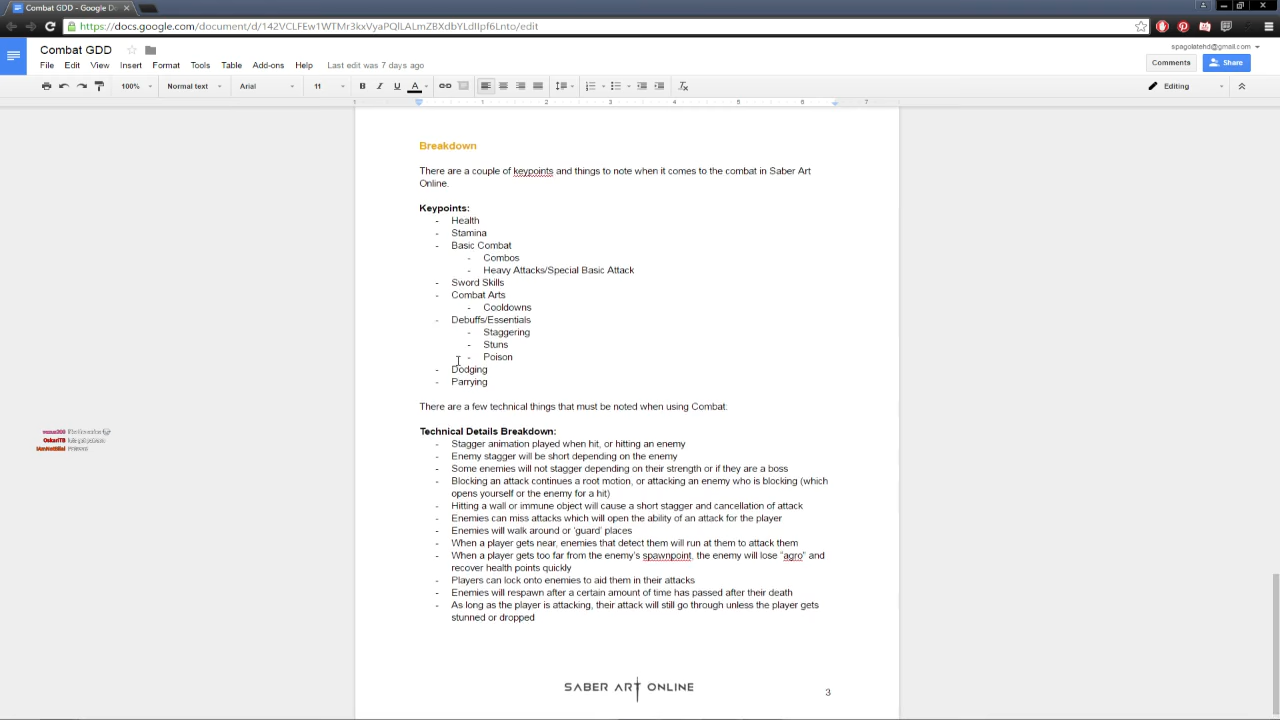 Combat GDD - Google D
https://docs.google.com/document/d/142VCLFEw1WTMr3kxVyaPQlLALmZBXdbYLdIlpf6Lnto/edit
Combat GDD
spagolatehd@gmail.com
File Edit View Insert Format Tools Table Add-ons Help Last edit was 7 days ago
Comments Share
100% Normal text Arial 11 B I U A Editing
1 1 2 3 4 5 6 7
Breakdown
There are a couple of keypoints and things to note when it comes to the combat in Saber Art
Online.
Keypoints:
- Health
- Stamina
- Basic Combat
- Combos
- Heavy Attacks/Special Basic Attack
- Sword Skills
- Combat Arts
- Cooldowns
- Debuffs/Essentials
- Staggering
- Stuns
- Poison
- Dodging
- Parrying
There are a few technical things that must be noted when using Combat.
Technical Details Breakdown:
- Stagger animation played when hit, or hitting an enemy
- Enemy stagger will be short depending on the enemy
- Some enemies will not stagger depending on their strength or if they are a boss
- Blocking an attack continues a root motion, or attacking an enemy who is blocking (which
opens yourself or the enemy for a hit)
- Hitting a wall or immune object will cause a short stagger and cancellation of attack
- Enemies can miss attacks which will open the ability of an attack for the player
- Enemies will walk around or 'guard' places
- When a player gets near, enemies that detect them will run at them to attack them
- When a player gets too far from the enemy's spawnpoint, the enemy will lose "agro" and
recover health points quickly
- Players can lock onto enemies to aid them in their attacks
- Enemies will respawn after a certain amount of time has passed after their death
- As long as the player is attacking, their attack will still go through unless the player gets
stunned or dropped
SABER ART ONLINE
3